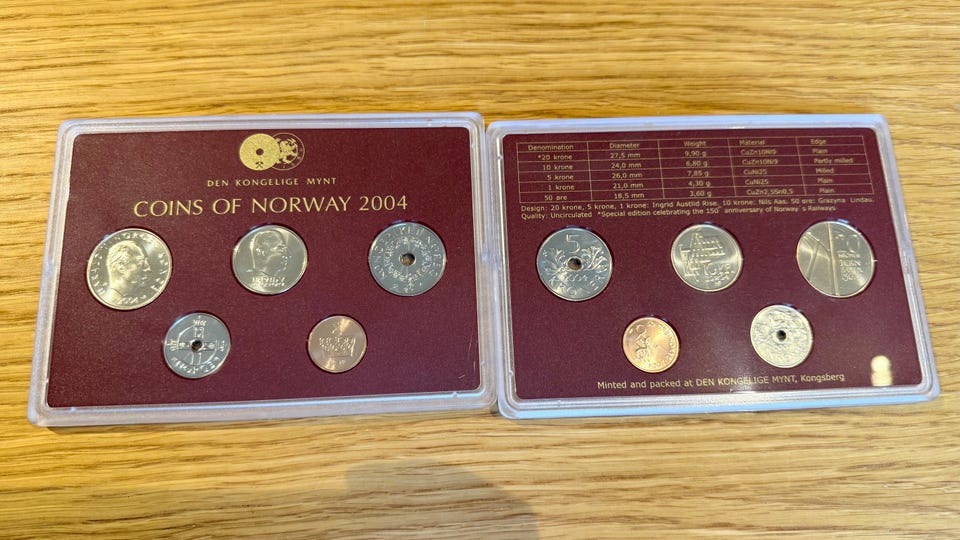 DEN KONGELIGE MYNT
COINS OF NORWAY 2004
2004
Denomination Diameter Weight Material Edge
*20 krone 27,5 mm 9,90 g CuZn10Ni9 Plain
10 krone 24,0 mm 6,80 g CuZn10Ni9 Partly milled
5 krone 26,0 mm 7,85 g CuNi25 Milled
1 krone 21,0 mm 4,30 g CuNi25 Plain
50 øre 18,5 mm 3,60 g CuZn2,5Sn0,5 Plain
Design: 20 krone, 5 krone, 1 krone: Ingrid Austlid Rise, 10 krone: Nils Aas. 50 øre: Grazyna Lindau.
Quality: Uncirculated *Special edition celebrating the 150' anniversary of Norway's Railways
5
2004
10
20
Minted and packed at DEN KONGELIGE MYNT, Kongsberg